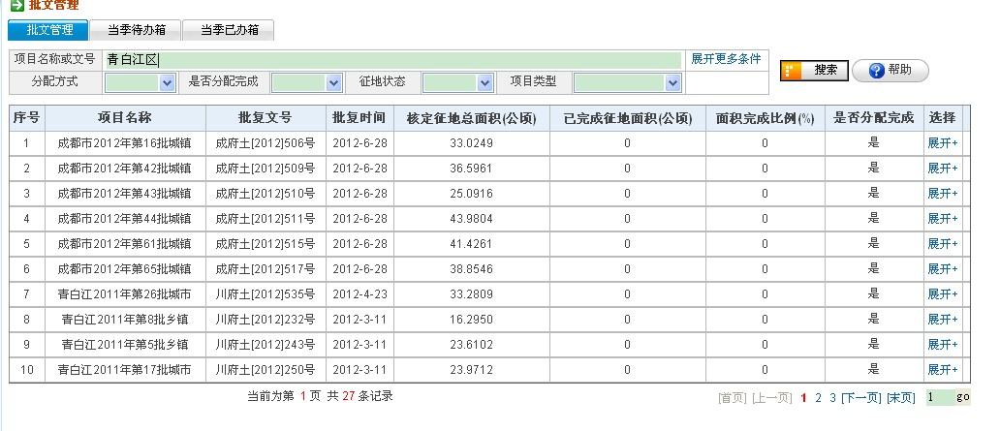 批文管理
批文管理 当季待办箱 当季已办箱
项目名称或文号 青白江区 展开更多条件
分配方式 是否分配完成 征地状态 项目类型 搜索 帮助
序号 项目名称 批复文号 批复时间 核定征地总面积(公顷) 已完成征地面积(公顷) 面积完成比例(%) 是否分配完成 选择
1 成都市2012年第16批城镇 成府土[2012]506号 2012-6-28 33.0249 0 0 是 展开+
2 成都市2012年第42批城镇 成府土[2012]509号 2012-6-28 36.5961 0 0 是 展开+
3 成都市2012年第43批城镇 成府土[2012]510号 2012-6-28 25.0916 0 0 是 展开+
4 成都市2012年第44批城镇 成府土[2012]511号 2012-6-28 43.9804 0 0 是 展开+
5 成都市2012年第61批城镇 成府土[2012]515号 2012-6-28 41.4261 0 0 是 展开+
6 成都市2012年第65批城镇 成府土[2012]517号 2012-6-28 38.8546 0 0 是 展开+
7 青白江2011年第26批城市 川府土[2012]535号 2012-4-23 33.2809 0 0 是 展开+
8 青白江2011年第8批乡镇 川府土[2012]232号 2012-3-11 16.2950 0 0 是 展开+
9 青白江2011年第5批乡镇 川府土[2012]243号 2012-3-11 23.6102 0 0 是 展开+
10 青白江2011年第17批城市 川府土[2012]250号 2012-3-11 23.9712 0 0 是 展开+
当前为第 1 页 共 27 条记录 [首页] [上一页] 1 2 3 [下一页] [末页] 1 go